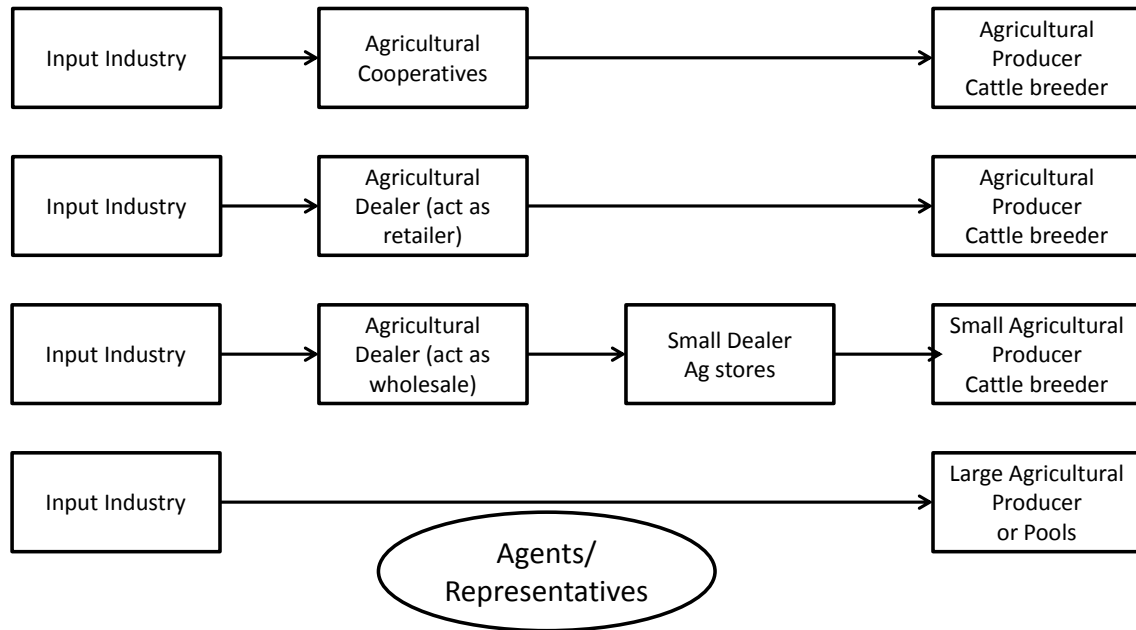 Input Industry
Agricultural
Cooperatives
Agricultural
Producer
Cattle breeder
Input Industry
Agricultural
Dealer (act as
retailer)
Agricultural
Producer
Cattle breeder
Input Industry
Agricultural
Dealer (act as
wholesale)
Small Dealer
Ag stores
Small Agricultural
Producer
Cattle breeder
Input Industry
Large Agricultural
Producer
or Pools
Agents/
Representatives